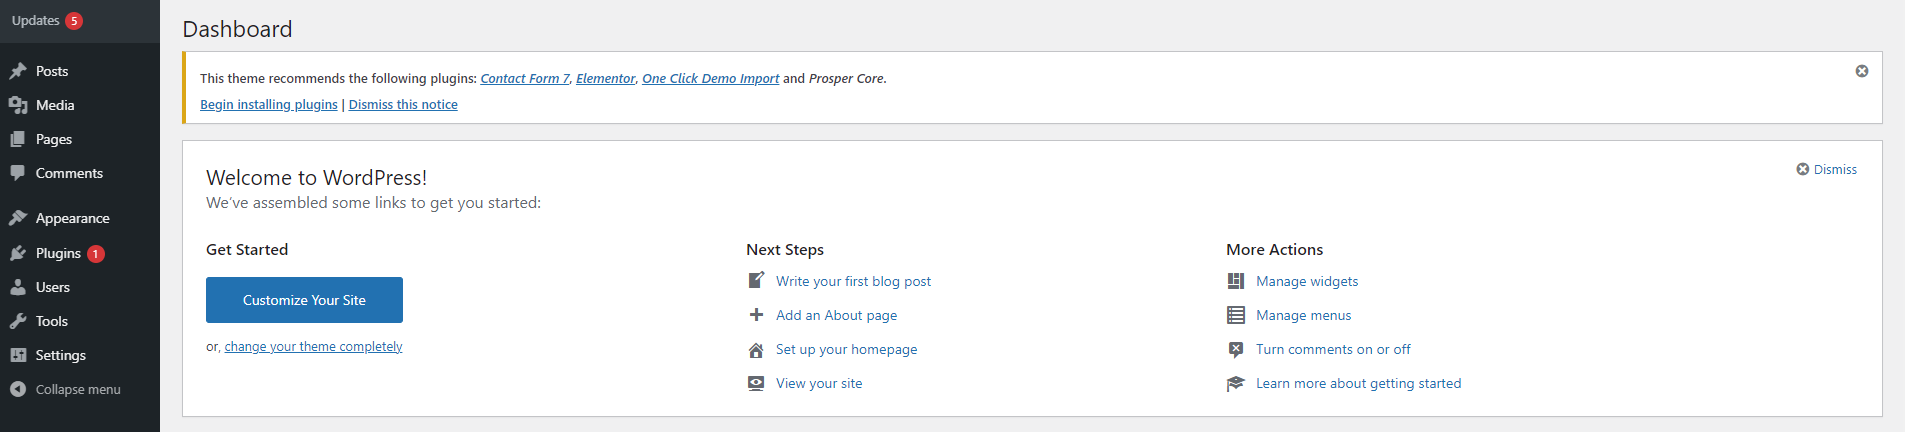 Updates 5
Posts
Media
Pages
Comments
Appearance
Plugins 1
Users
Tools
Settings
Collapse menu
Dashboard
This theme recommends the following plugins: Contact Form 7, Elementor, One Click Demo Import and Prosper Core.
Begin installing plugins | Dismiss this notice
Dismiss
Welcome to WordPress!
We’ve assembled some links to get you started:
Get Started
Customize Your Site
or, change your theme completely
Next Steps
Write your first blog post
Add an About page
Set up your homepage
View your site
More Actions
Manage widgets
Manage menus
Turn comments on or off
Learn more about getting started